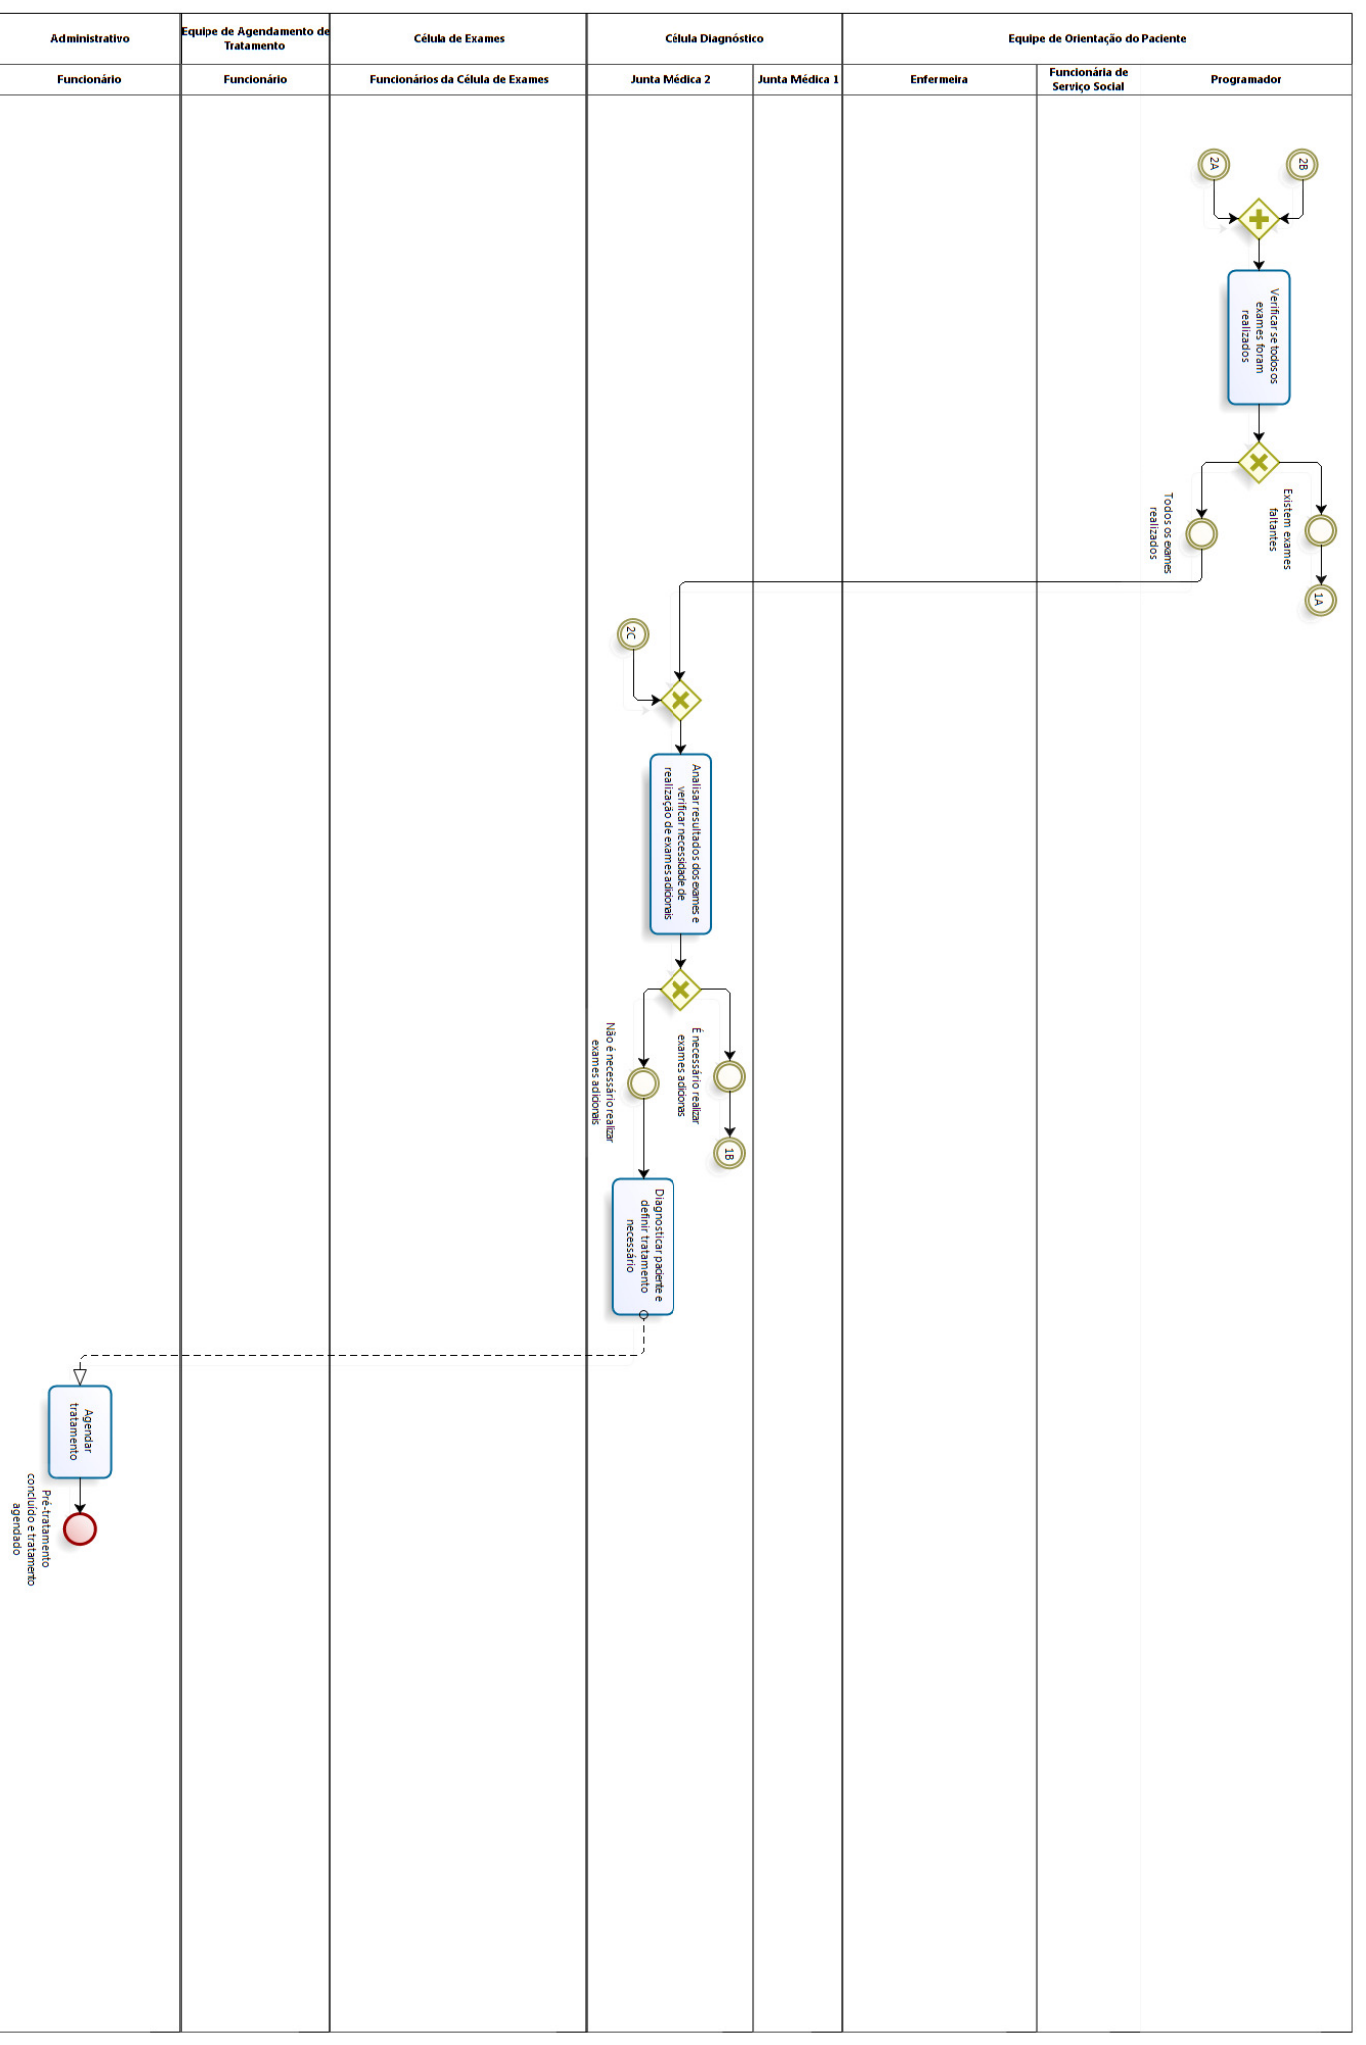 Administrativo
Equipe de Agendamento de
Tratamento
Célula de Exames
Célula Diagnóstico
Equipe de Orientação do Paciente
Funcionário
Funcionário
Funcionários da Célula de Exames
Junta Médica 2
Junta Médica 1
Enfermeira
Funcionária de
Serviço Social
Programador
2A
2B
Verificar se todos os
exames foram
realizados
Existem exames
faltantes
Todos os exames
realizados
1A
2C
Analisar resultados dos exames e
verificar necessidade de
realização de exames adicionais
É necessário realizar
exames adicionas
Não é necessário realizar
exames adicionais
1B
Diagnosticar paciente e
definir tratamento
necessário
Agendar
tratamento
Pré-tratamento
concluído e tratamento
agendado